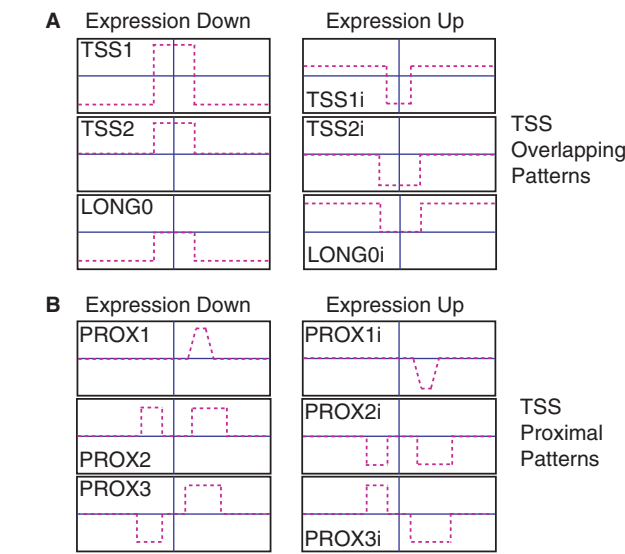 A Expression Down Expression Up
TSS1
TSS1i
TSS2
TSS2i
TSS
Overlapping
Patterns
LONG0
LONG0i
B Expression Down Expression Up
PROX1
PROX1i
PROX2
PROX2i
TSS
Proximal
Patterns
PROX3
PROX3i